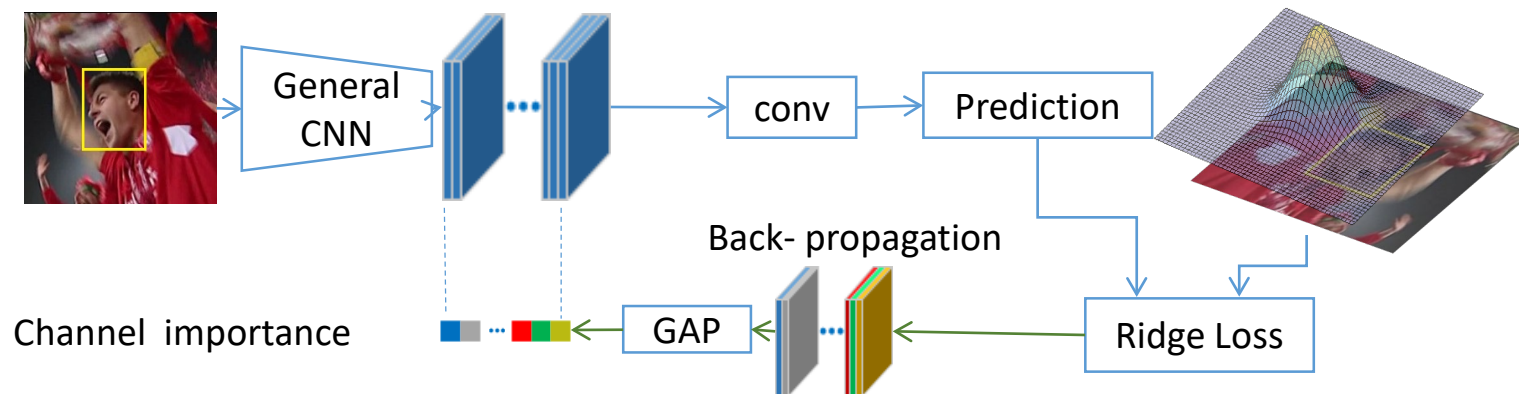 General
CNN
conv
Prediction
Back- propagation
Channel importance
GAP
Ridge Loss